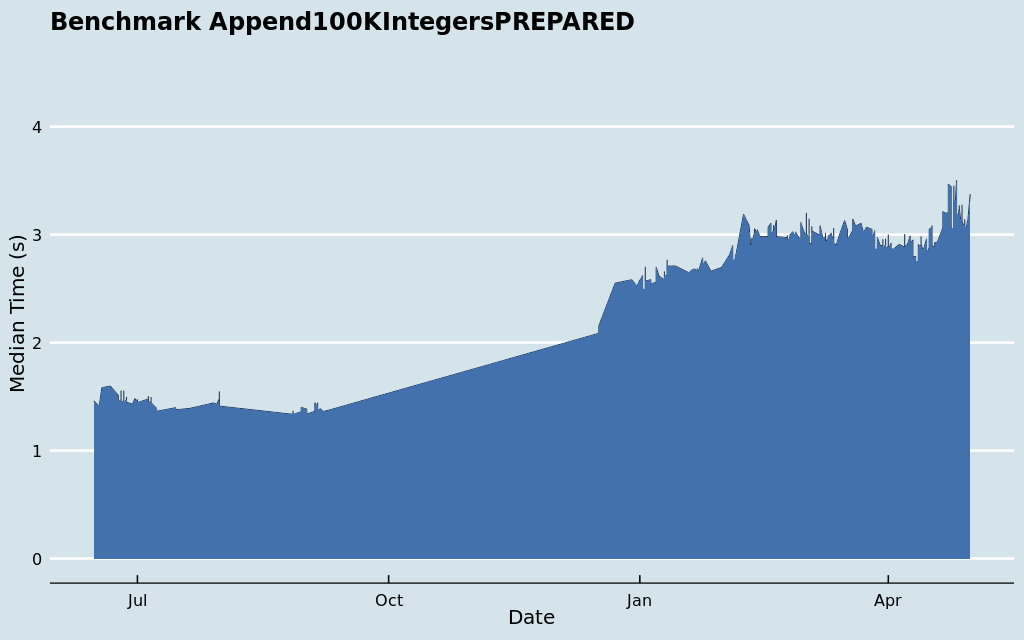 Benchmark Append100KIntegersPREPARED
4
3
2
1
0
Median Time (s)
Jul
Oct
Jan
Apr
Date